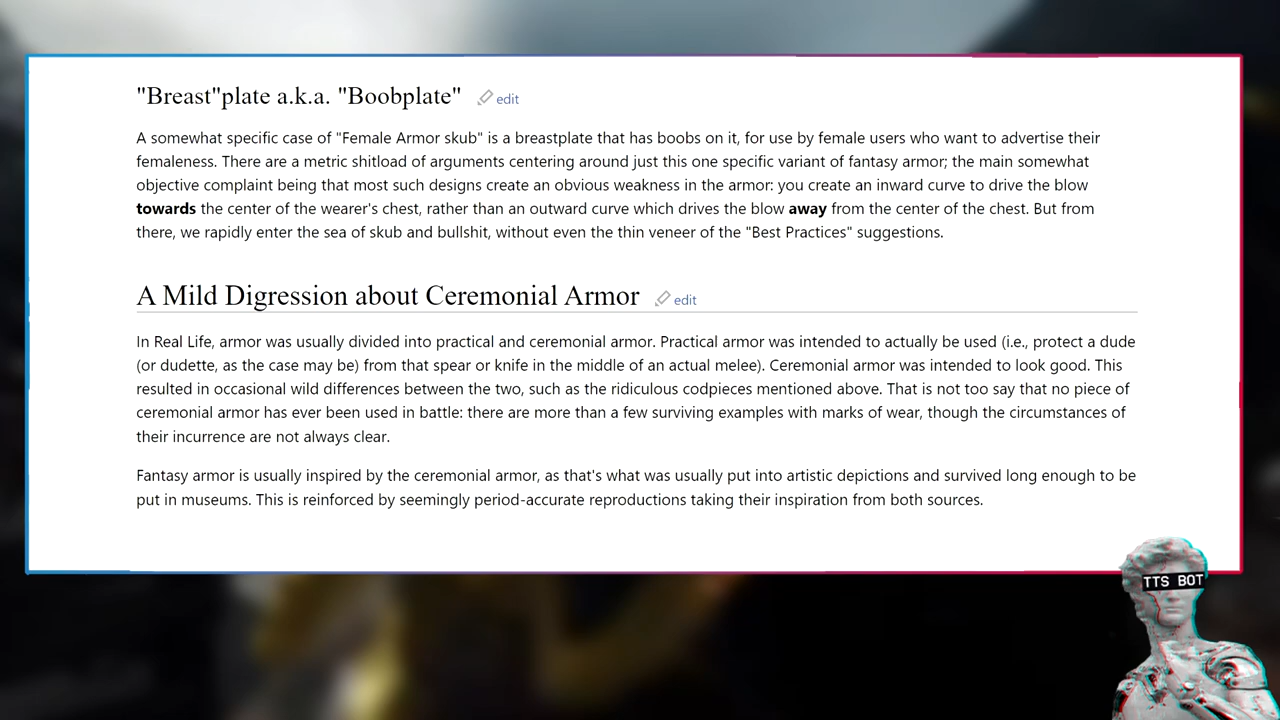 "Breast"plate a.k.a. "Boobplate" edit
A somewhat specific case of "Female Armor skub" is a breastplate that has boobs on it, for use by female users who want to advertise their
femaleness. There are a metric shitload of arguments centering around just this one specific variant of fantasy armor; the main somewhat
objective complaint being that most such designs create an obvious weakness in the armor: you create an inward curve to drive the blow
towards the center of the wearer's chest, rather than an outward curve which drives the blow away from the center of the chest. But from
there, we rapidly enter the sea of skub and bullshit, without even the thin veneer of the "Best Practices" suggestions.
A Mild Digression about Ceremonial Armor edit
In Real Life, armor was usually divided into practical and ceremonial armor. Practical armor was intended to actually be used (i.e., protect a dude
(or dudette, as the case may be) from that spear or knife in the middle of an actual melee). Ceremonial armor was intended to look good. This
resulted in occasional wild differences between the two, such as the ridiculous codpieces mentioned above. That is not too say that no piece of
ceremonial armor has ever been used in battle: there are more than a few surviving examples with marks of wear, though the circumstances of
their incurrence are not always clear.
Fantasy armor is usually inspired by the ceremonial armor, as that's what was usually put into artistic depictions and survived long enough to be
put in museums. This is reinforced by seemingly period-accurate reproductions taking their inspiration from both sources.
TTS BOT